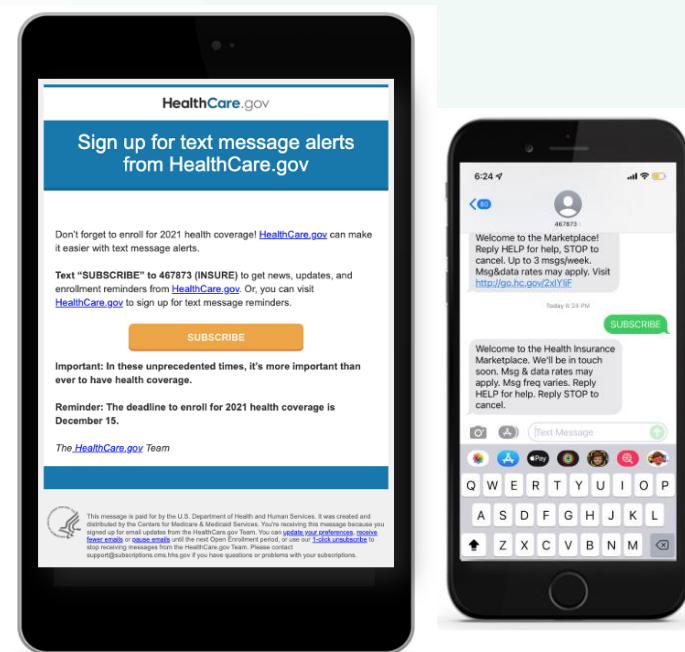 HealthCare.gov
Sign up for text message alerts
from HealthCare.gov
Don't forget to enroll for 2021 health coverage! HealthCare.gov can make
it easier with text message alerts.
Text “SUBSCRIBE” to 467873 (INSURE) to get news, updates, and
enrollment reminders from HealthCare.gov. Or, you can visit
HealthCare.gov to sign up for text message reminders.
SUBSCRIBE
Important: In these unprecedented times, it's more important than
ever to have health coverage.
Reminder: The deadline to enroll for 2021 health coverage is
December 15.
The HealthCare.gov Team
This message is paid for by the U.S. Department of Health and Human Services. It was created and
distributed by the Centers for Medicare & Medicaid Services. You're receiving this message because you
signed up for email updates from the HealthCare.gov Team. You can update your preferences, receive
fewer emails or pause emails until the next Open Enrollment period, or use our 1-click unsubscribe to
stop receiving messages from the HealthCare.gov Team. Please contact
support@subscriptions.cms.hhs.gov if you have questions or problems with your subscriptions.
6:24
80
467873
Welcome to the Marketplace!
Reply HELP for help, STOP to
cancel. Up to 3 msgs/week.
Msg&data rates may apply. Visit
http://go.hc.gov/2xIYliF
Today 6:24 PM
SUBSCRIBE
Welcome to the Health Insurance
Marketplace. We'll be in touch
soon. Msg & data rates may
apply. Msg freq varies. Reply
HELP for help. Reply STOP to
cancel.
Text Message
Pay
Q W E R T Y U I O P
A S D F G H J K L
Z X C V B N M